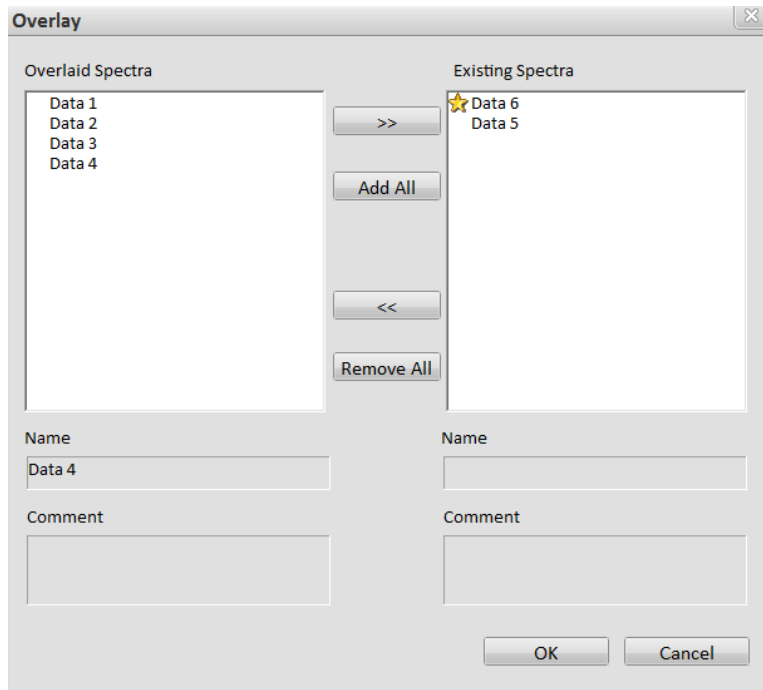 Overlay
Overlaid Spectra
Existing Spectra
Data 1
Data 2
Data 3
Data 4
>>
Add All
<<
Remove All
Data 6
Data 5
Name
Data 4
Name
Comment
Comment
OK
Cancel